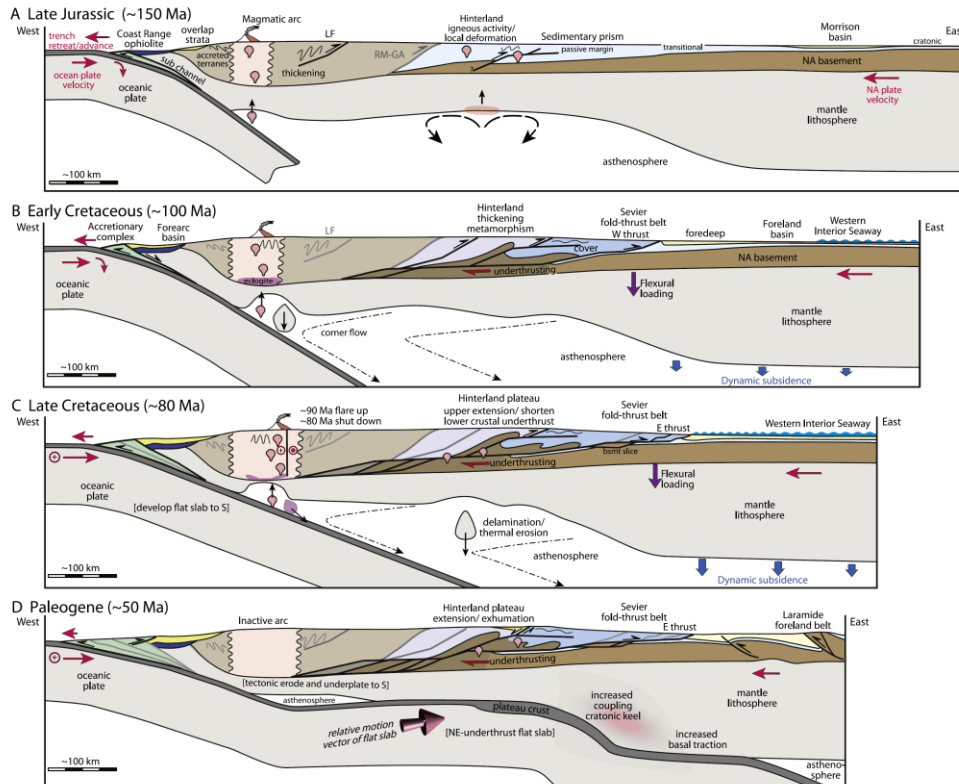 A Late Jurassic (~150 Ma)
West
East
trench
retreat/advance
Coast Range
ophiolite
overlap
strata
LF
Hinterland
igneous activity/
local deformation
Sedimentary prism
passive margin
transitional
Morrison
basin
cratonic
ocean plate
velocity
sub channel
accreted
terranes
thickening
RM-GA
NA basement
oceanic
plate
NA plate
velocity
mantle
lithosphere
asthenosphere
~100 km
B Early Cretaceous (~100 Ma)
West
East
Accretionary
complex
Forearc
basin
LF
Hinterland
thickening
metamorphism
Sevier
fold-thrust belt
W thrust
foredeep
Foreland
basin
Western
Interior Seaway
cover
oceanic
plate
eclogite
underthrusting
NA basement
Flexural
loading
mantle
lithosphere
corner flow
asthenosphere
~100 km
Dynamic subsidence
C Late Cretaceous (~80 Ma)
West
East
~90 Ma flare up
~80 Ma shut down
Hinterland plateau
upper extension/ shorten
lower crustal underthrust
Sevier
fold-thrust belt
E thrust
Western Interior Seaway
bsmt slice
underthrusting
oceanic
plate
Flexural
loading
[develop flat slab to S]
mantle
lithosphere
delamination/
thermal erosion
asthenosphere
~100 km
Dynamic subsidence
D Paleogene (~50 Ma)
West
East
Inactive arc
Hinterland plateau
extension/ exhumation
Sevier
fold-thrust belt
E thrust
Laramide
foreland belt
underthrusting
oceanic
plate
[tectonic erode and underplate to S]
asthenosphere
plateau crust
increased
coupling
cratonic keel
mantle
lithosphere
relative motion
vector of flat slab
[NE-underthrust flat slab]
increased
basal traction
astheno-
sphere
~100 km